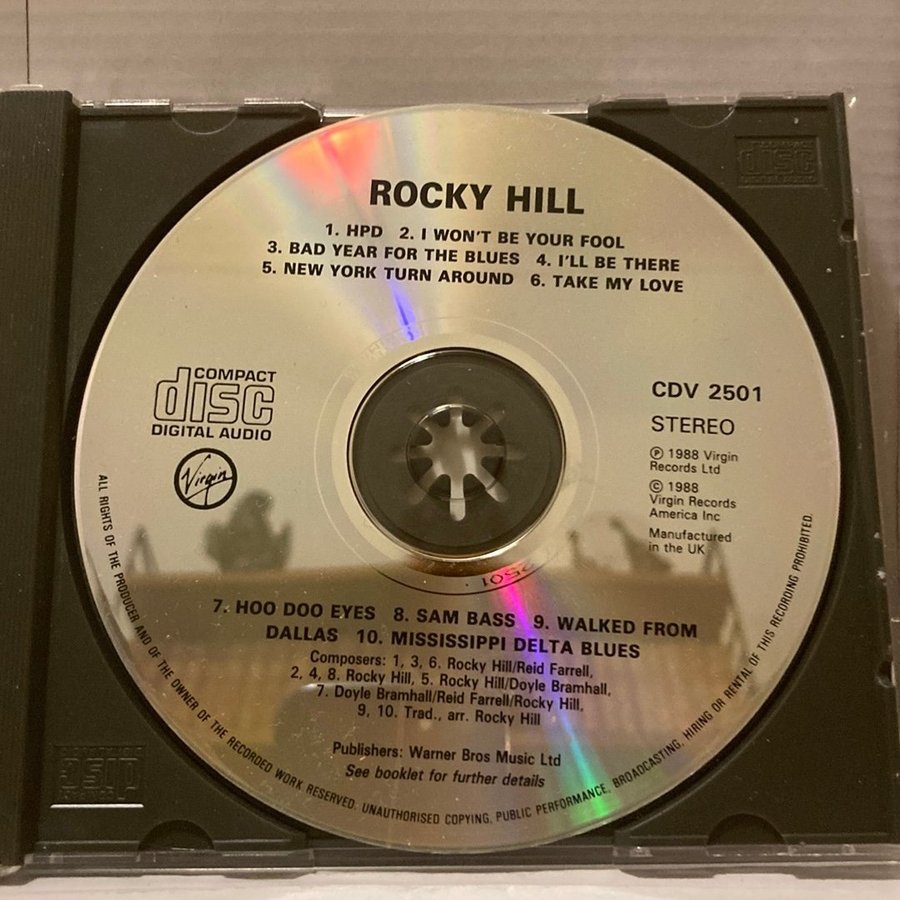 ROCKY HILL
1. HPD 2. I WON'T BE YOUR FOOL
3. BAD YEAR FOR THE BLUES 4. I'LL BE THERE
5. NEW YORK TURN AROUND 6. TAKE MY LOVE
COMPACT
disc
DIGITAL AUDIO
Virgin
CDV 2501
STEREO
℗ 1988 Virgin
Records Ltd
© 1988
Virgin Records
America Inc
Manufactured
in the UK
2501
7. HOO DOO EYES 8. SAM BASS 9. WALKED FROM
DALLAS 10. MISSISSIPPI DELTA BLUES
Composers: 1, 3, 6. Rocky Hill/Reid Farrell,
2, 4, 8. Rocky Hill, 5. Rocky Hill/Doyle Bramhall,
7. Doyle Bramhall/Reid Farrell/Rocky Hill,
9, 10. Trad., arr. Rocky Hill
Publishers: Warner Bros Music Ltd
See booklet for further details
ALL RIGHTS OF THE PRODUCER AND OF THE OWNER OF THE RECORDED WORK RESERVED. UNAUTHORISED COPYING, PUBLIC PERFORMANCE, BROADCASTING, HIRING OR RENTAL OF THIS RECORDING PROHIBITED.
disc
disc